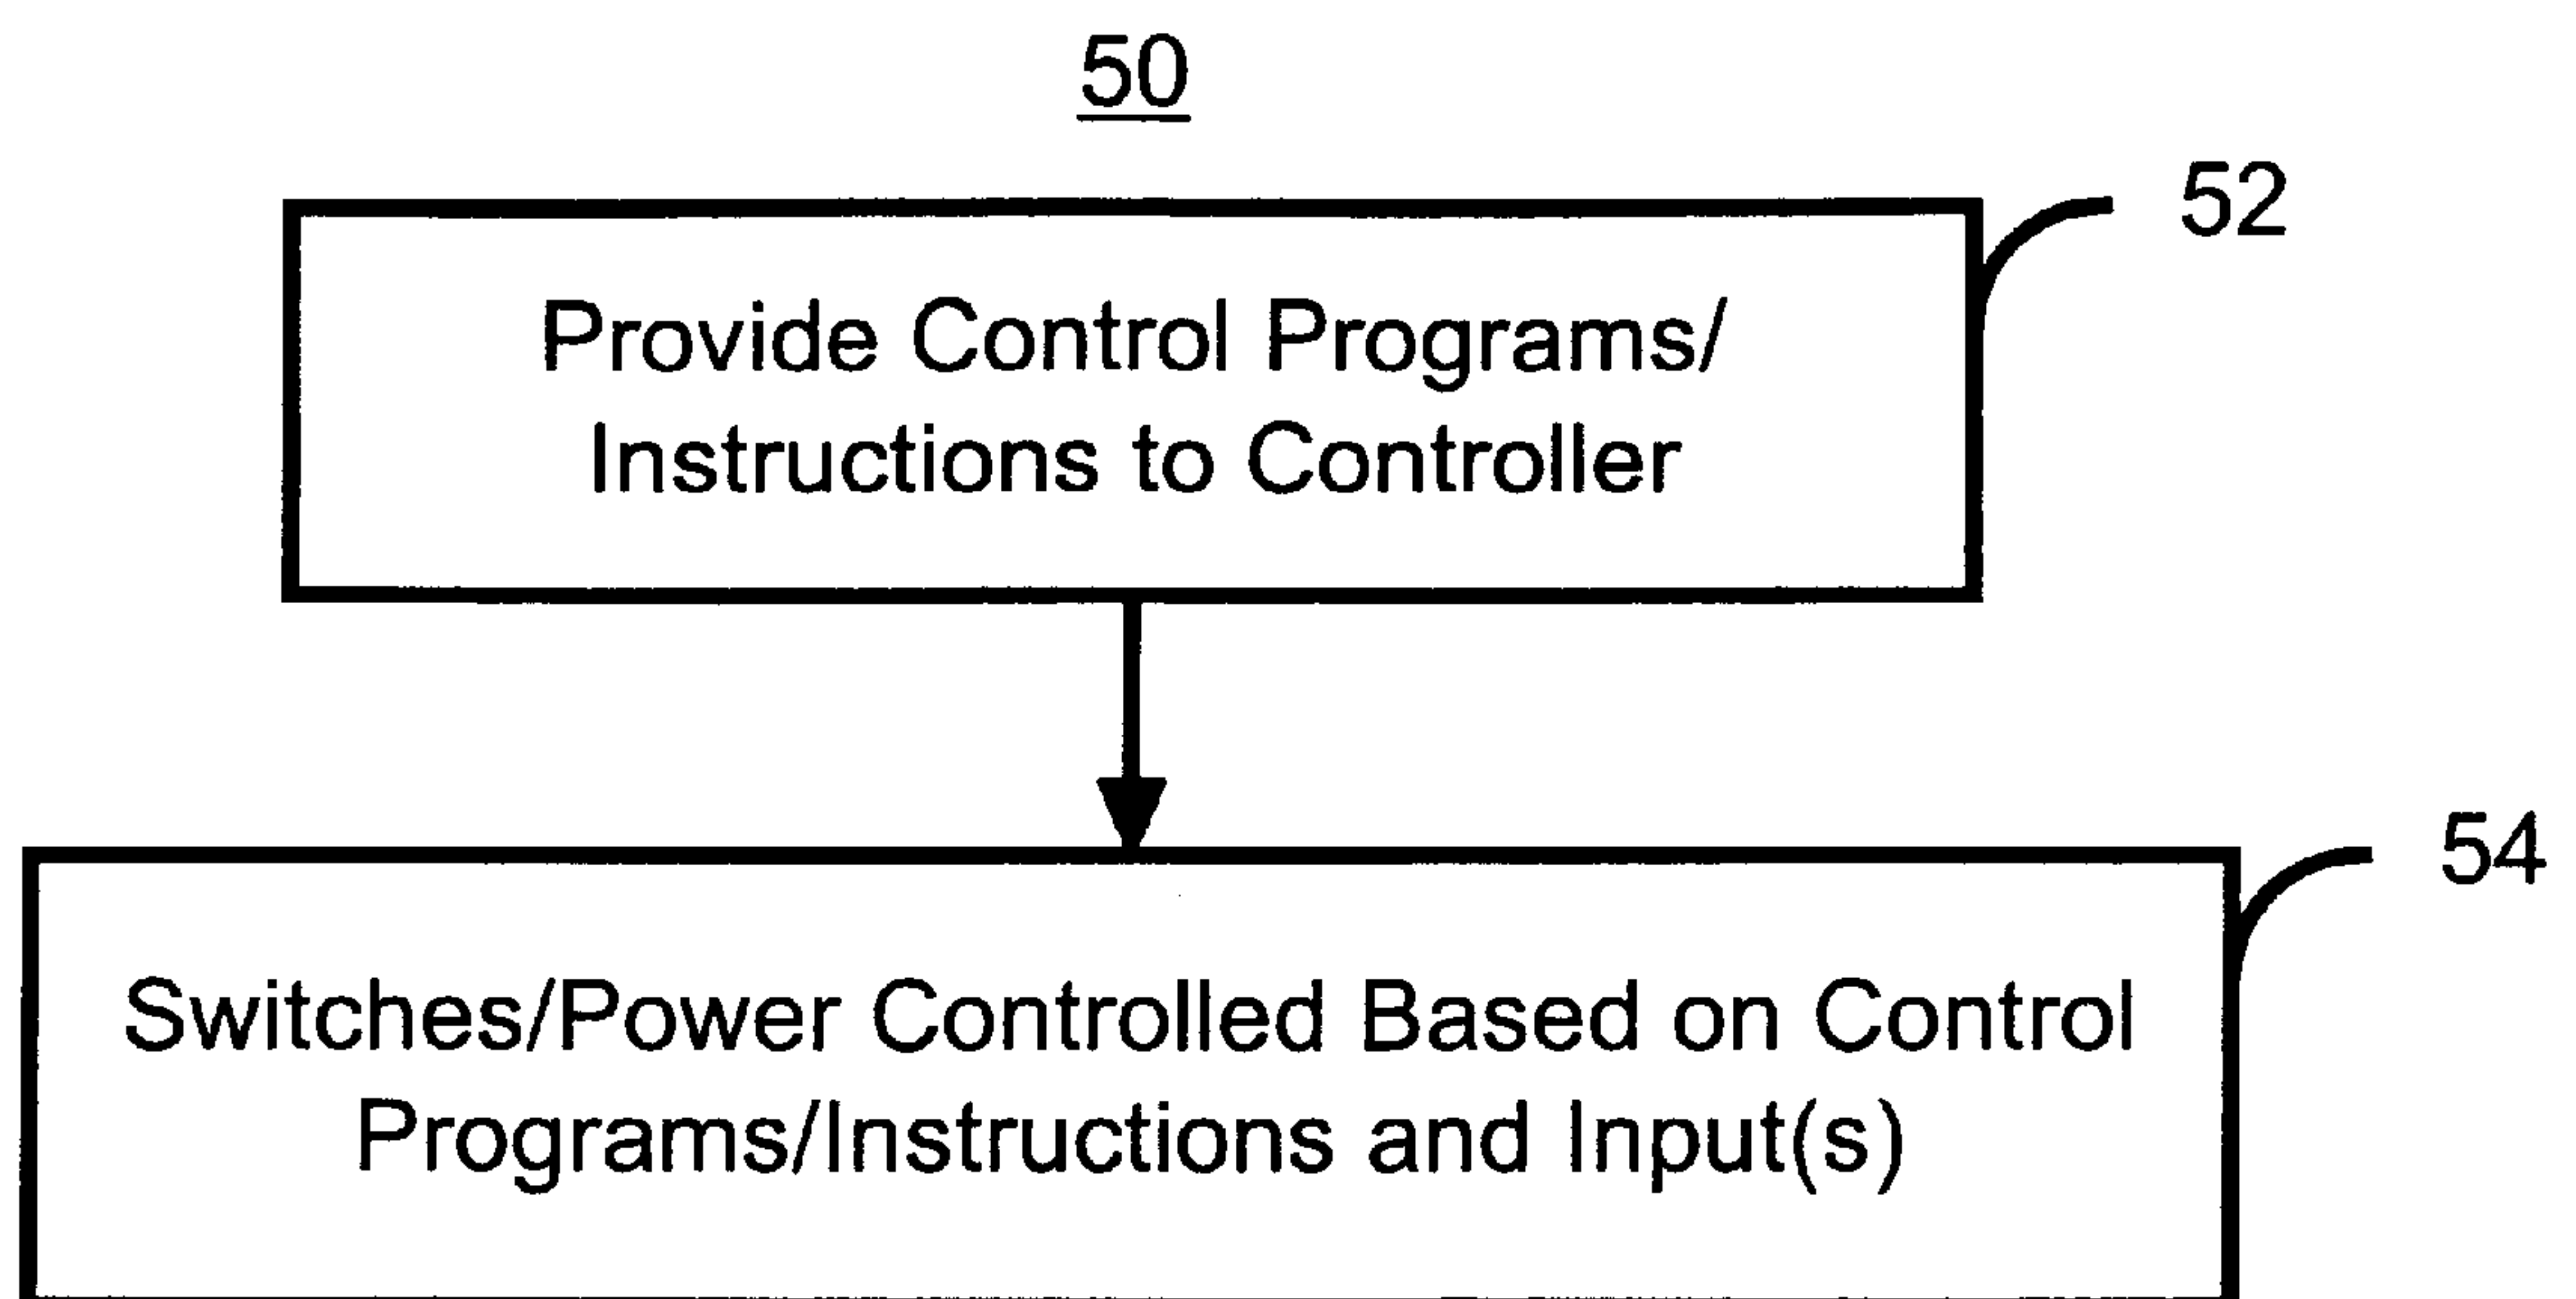 50
52
Provide Control Programs/
Instructions to Controller
54
Switches/Power Controlled Based on Control
Programs/Instructions and Input(s)